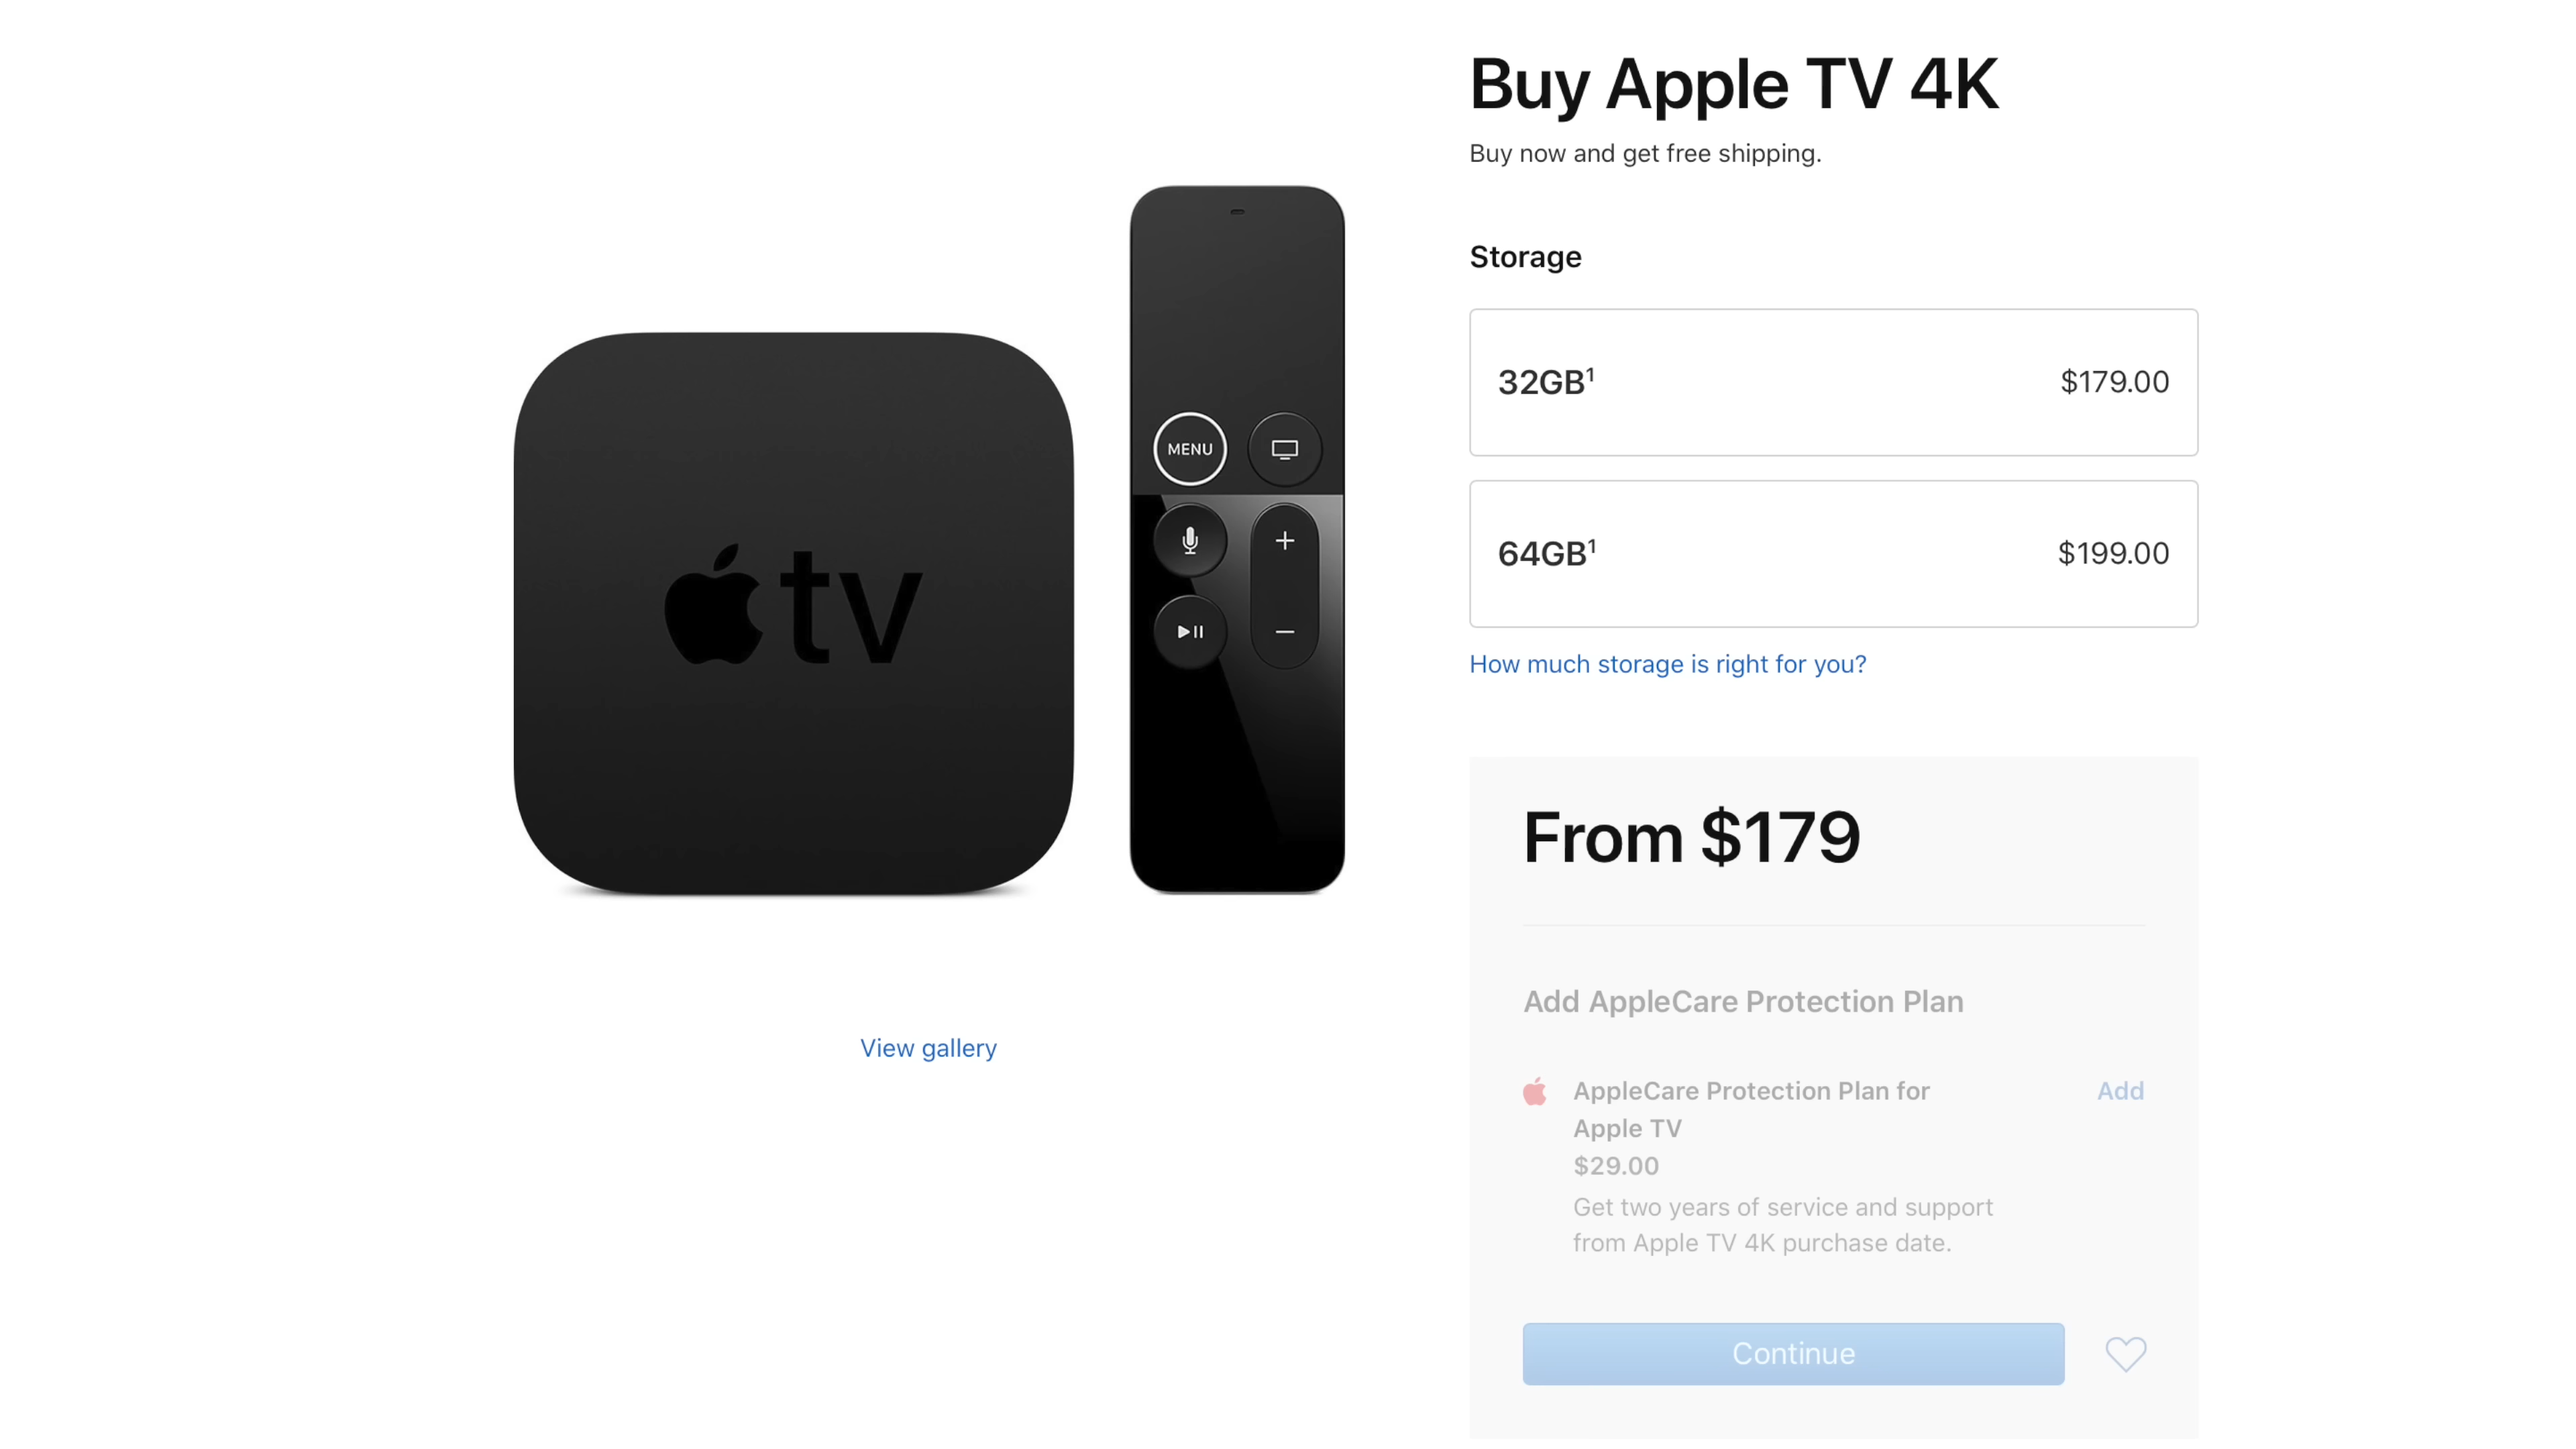 Buy Apple TV 4K
Buy now and get free shipping.
Storage
32GB¹ $179.00
64GB¹ $199.00
How much storage is right for you?
tv
MENU
View gallery
From $179
Add AppleCare Protection Plan
AppleCare Protection Plan for Add
Apple TV
$29.00
Get two years of service and support
from Apple TV 4K purchase date.
Continue